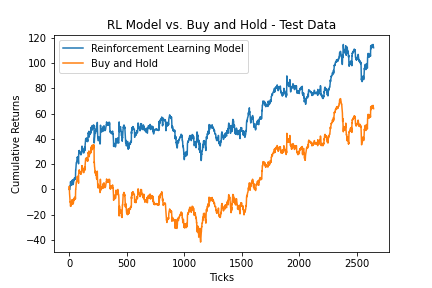 RL Model vs. Buy and Hold - Test Data
Reinforcement Learning Model
Buy and Hold
Cumulative Returns
120
100
80
60
40
20
0
−20
−40
0 500 1000 1500 2000 2500
Ticks